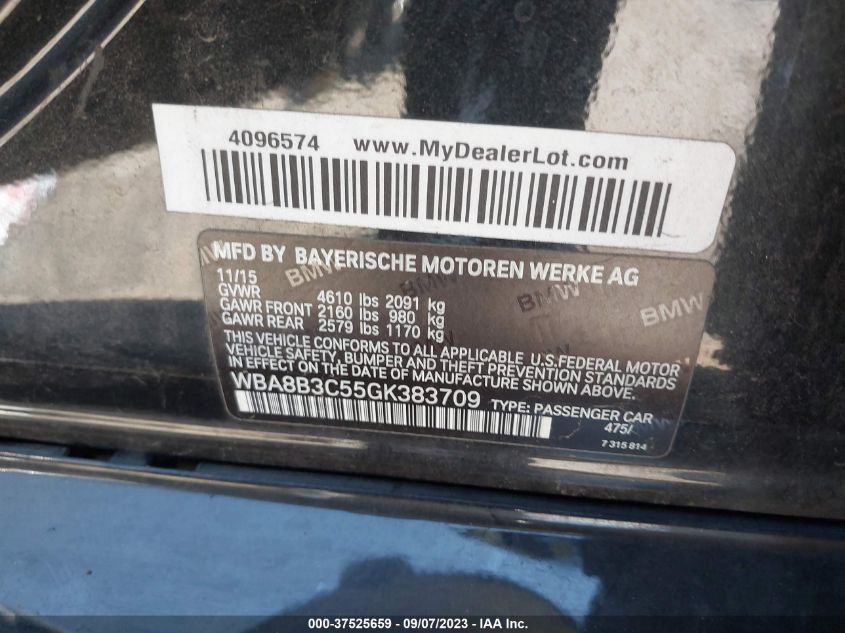 4096574 www.MyDealerLot.com
MFD BY BAYERISCHE MOTOREN WERKE AG
11/15
GVWR 4610 lbs 2091 kg
GAWR FRONT 2160 lbs 980 kg
GAWR REAR 2579 lbs 1170 kg
THIS VEHICLE CONFORMS TO ALL APPLICABLE U.S.FEDERAL MOTOR
VEHICLE SAFETY, BUMPER AND THEFT PREVENTION STANDARDS
IN EFFECT ON THE DATE OF MANUFACTURE SHOWN ABOVE.
WBA8B3C55GK383709 TYPE: PASSENGER CAR
475/
7 315 814
BMW
BMW
BMW
BMW
000-37525659 - 09/07/2023 - IAA Inc.